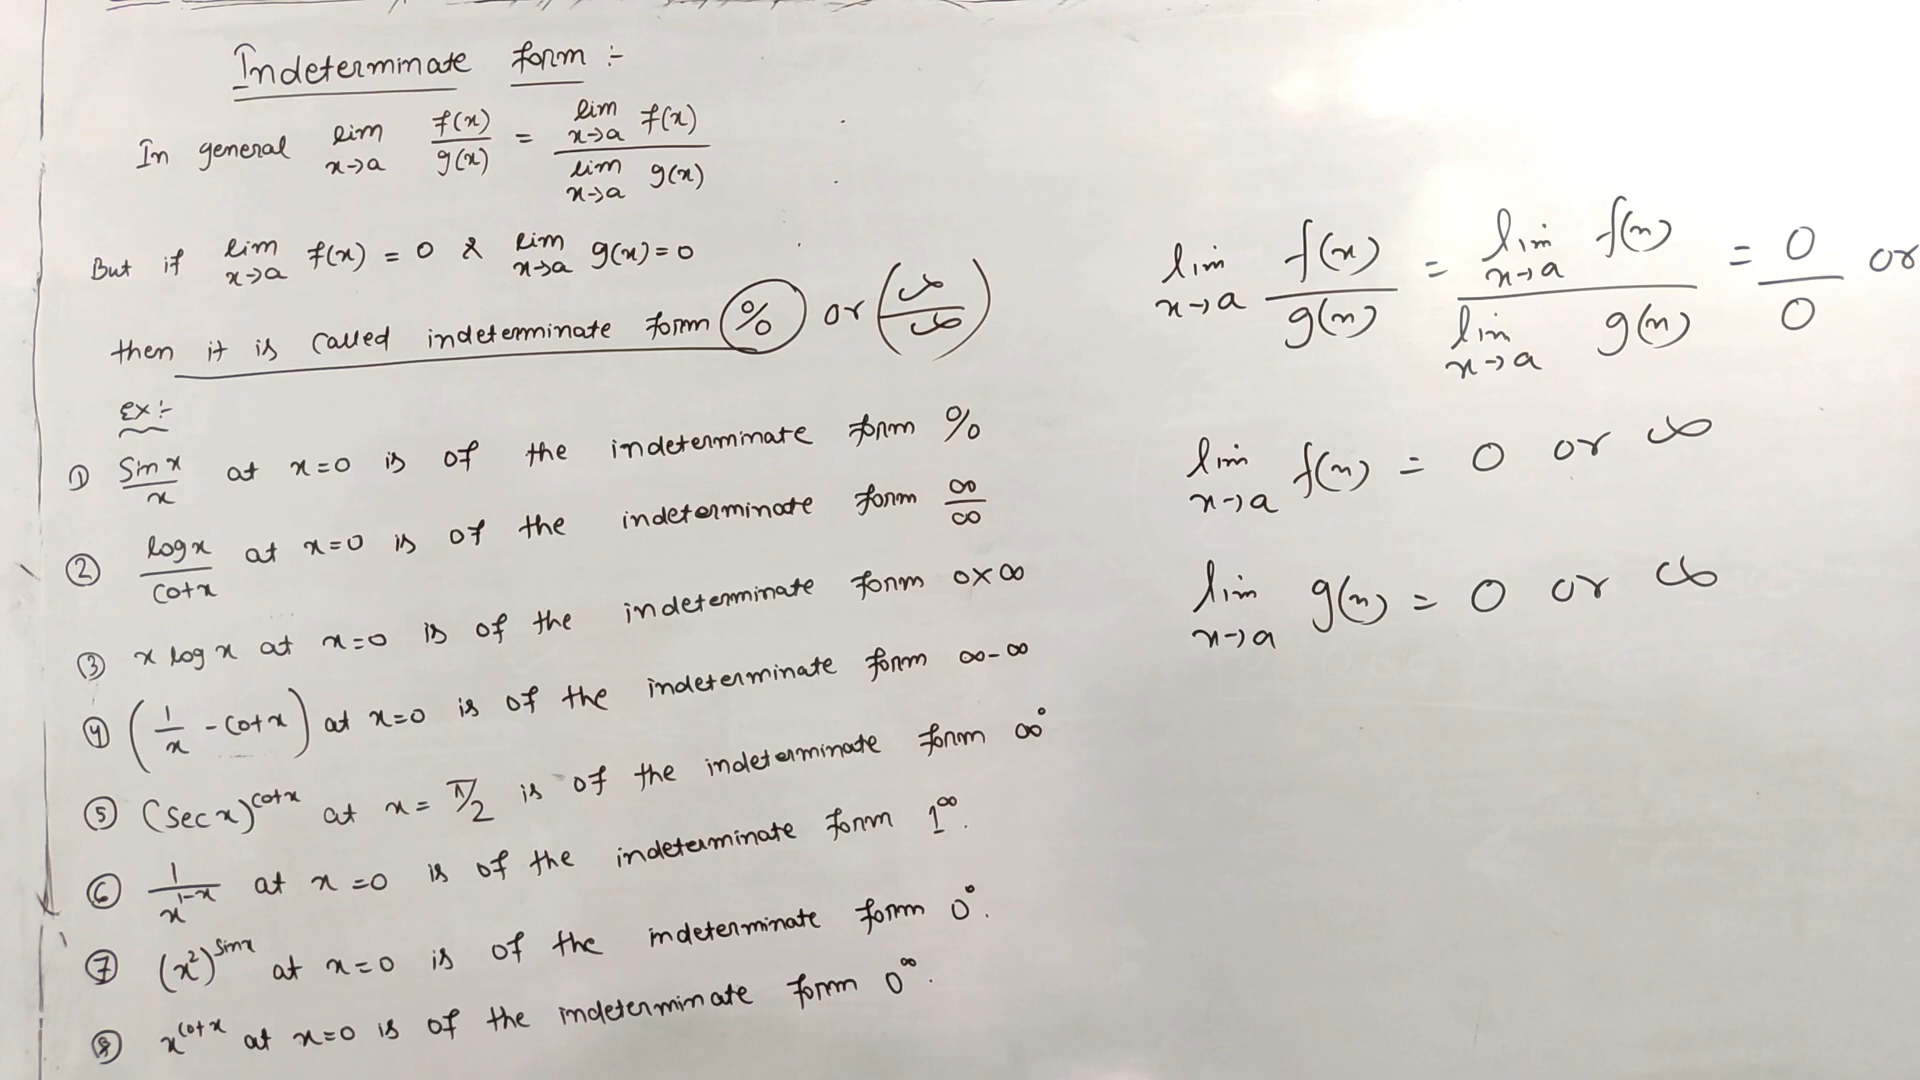 Indeterminate form :-
In general lim x→a f(x)/g(x) = lim x→a f(x) / lim x→a g(x)
But if lim x→a f(x) = 0 & lim x→a g(x) = 0
then it is called indeterminate form (0/0) or (∞/∞)
Ex:-
① Sin x/x at x=0 is of the indeterminate form 0/0
② log x/cot x at x=0 is of the indeterminate form ∞/∞
③ x log x at x=0 is of the indeterminate form 0×∞
④ (1/x - cot x) at x=0 is of the indeterminate form ∞-∞
⑤ (Sec x)^cot x at x = π/2 is of the indeterminate form ∞^0
⑥ 1/x^(1-x) at x=0 is of the indeterminate form 1^∞.
⑦ (x²)^Sin x at x=0 is of the indeterminate form 0^0.
⑧ x^cot x at x=0 is of the indeterminate form 0^∞.
lim x→a f(x)/g(x) = lim x→a f(x) / lim x→a g(x) = 0/0 or
lim x→a f(x) = 0 or ∞
lim x→a g(x) = 0 or ∞